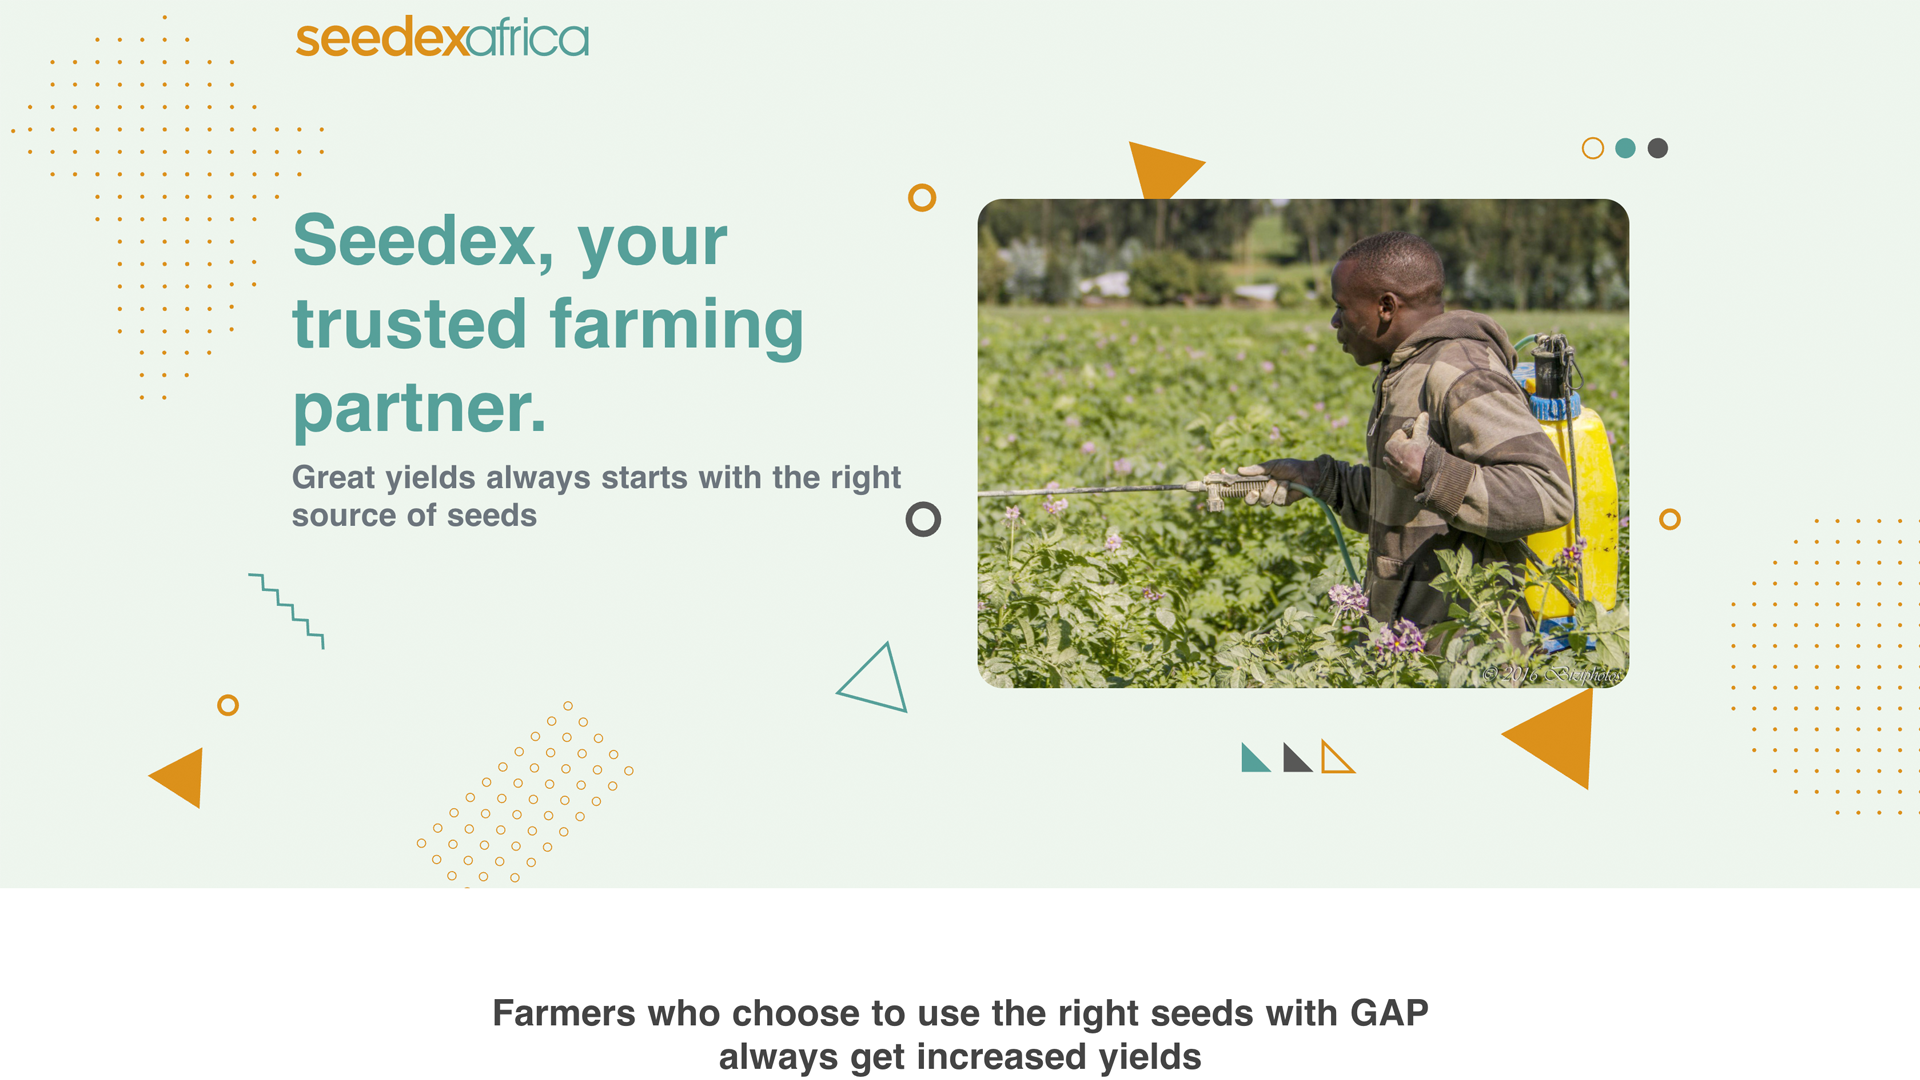 seedexafrica
Seedex, your
trusted farming
partner.
Great yields always starts with the right
source of seeds
© 2016 Biziphotos
Farmers who choose to use the right seeds with GAP
always get increased yields